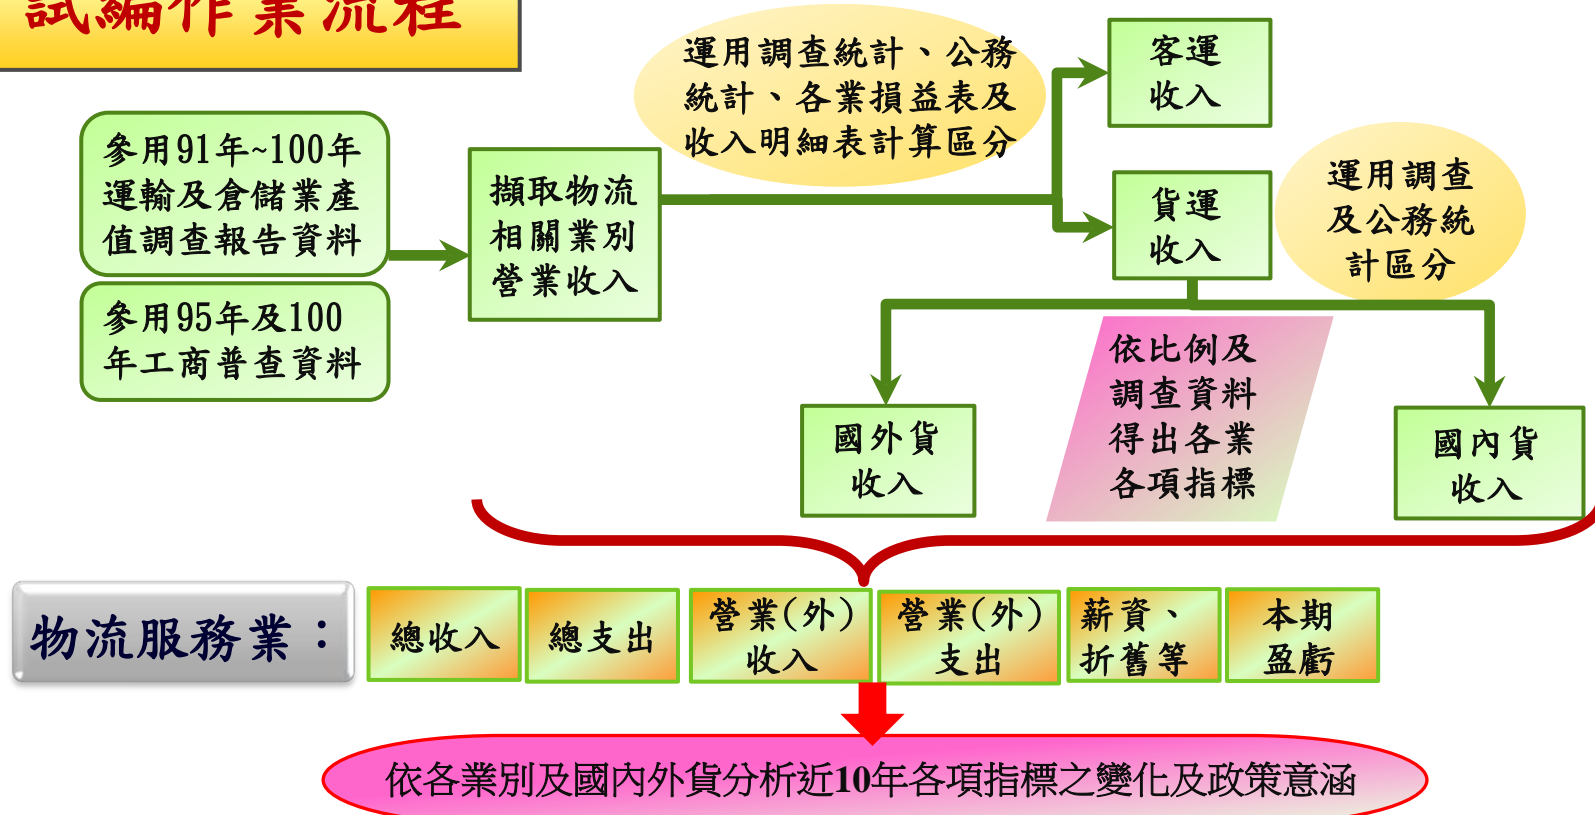 試編作業流程
運用調查統計、公務
統計、各業損益表及
收入明細表計算區分
客運
收入
參用91年~100年
運輸及倉儲業產
值調查報告資料
擷取物流
相關業別
營業收入
貨運
收入
運用調查
及公務統
計區分
參用95年及100
年工商普查資料
依比例及
調查資料
得出各業
各項指標
國外貨
收入
國內貨
收入
物流服務業：
總收入
總支出
營業(外)
收入
營業(外)
支出
薪資、
折舊等
本期
盈虧
依各業別及國內外貨分析近10年各項指標之變化及政策意涵